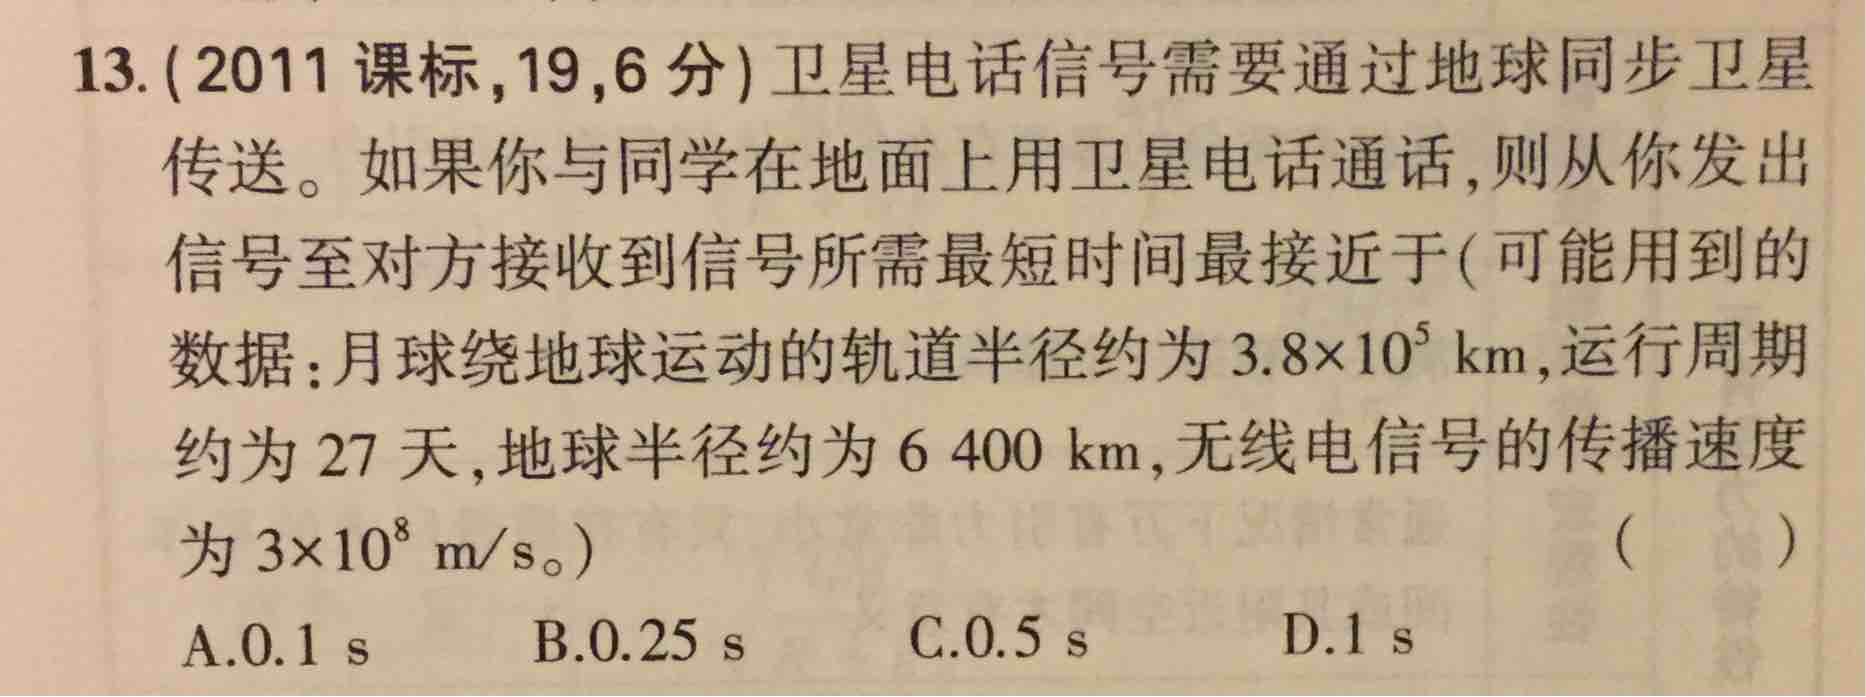 13.(2011 课标,19,6 分)卫星电话信号需要通过地球同步卫星
传送。如果你与同学在地面上用卫星电话通话,则从你发出
信号至对方接收到信号所需最短时间最接近于(可能用到的
数据:月球绕地球运动的轨道半径约为 3.8×10⁵ km,运行周期
约为 27 天,地球半径约为 6 400 km,无线电信号的传播速度
为 3×10⁸ m/s。) ( )
A.0.1 s B.0.25 s C.0.5 s D.1 s